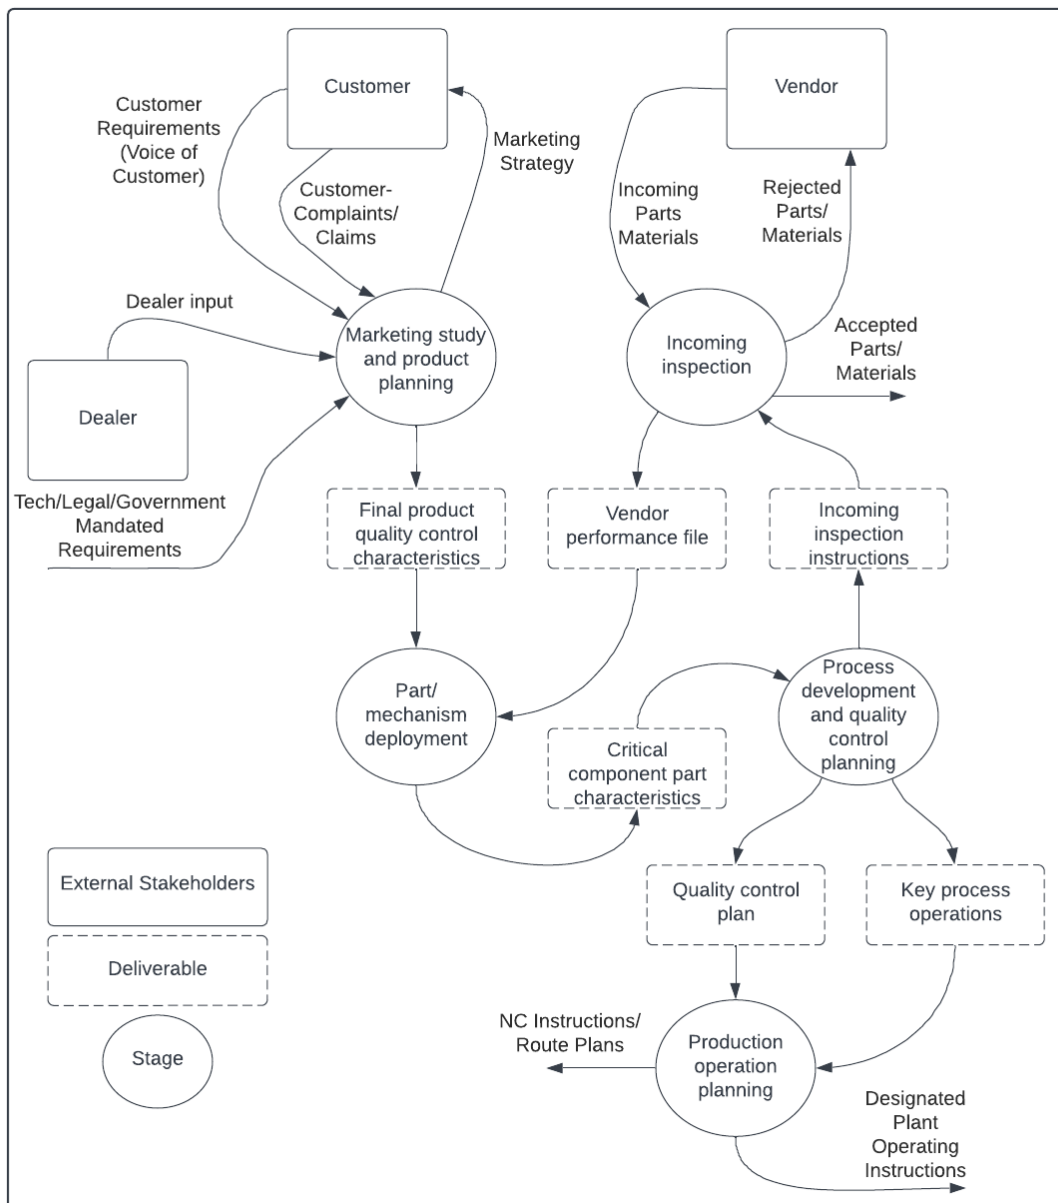 Customer
Vendor
Customer
Requirements
(Voice of
Customer)
Marketing
Strategy
Customer-
Complaints/
Claims
Incoming
Parts
Materials
Rejected
Parts/
Materials
Dealer input
Marketing study
and product
planning
Incoming
inspection
Accepted
Parts/
Materials
Dealer
Tech/Legal/Government
Mandated
Requirements
Final product
quality control
characteristics
Vendor
performance file
Incoming
inspection
instructions
Part/
mechanism
deployment
Process
development
and quality
control
planning
Critical
component part
characteristics
External Stakeholders
Quality control
plan
Key process
operations
Deliverable
Stage
NC Instructions/
Route Plans
Production
operation
planning
Designated
Plant
Operating
Instructions